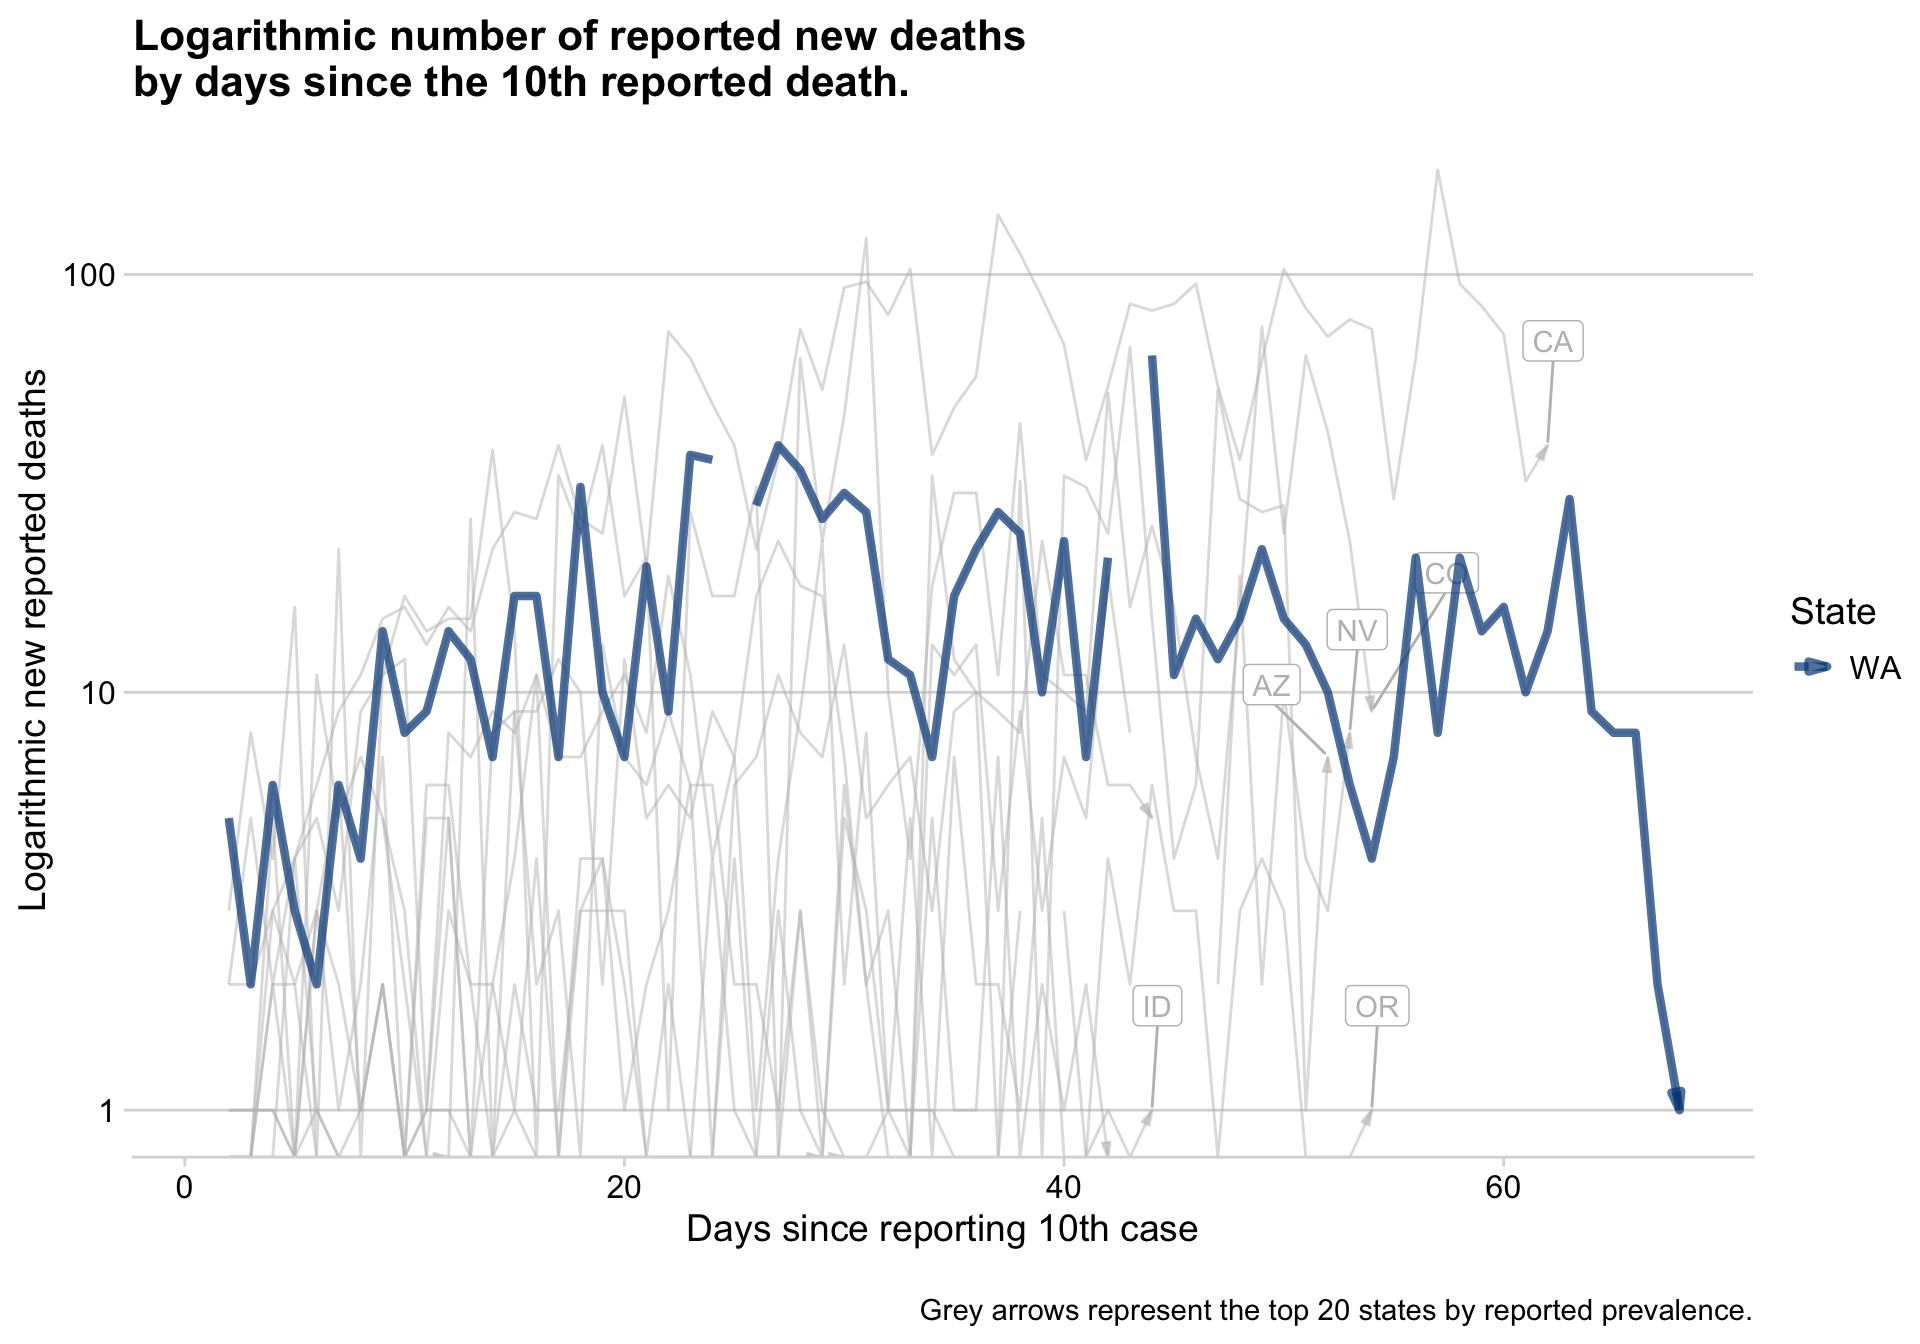 Logarithmic number of reported new deaths
by days since the 10th reported death.
Logarithmic new reported deaths
100
10
1
CA
CO
NV
AZ
ID
OR
State
WA
0
20
40
60
Days since reporting 10th case
Grey arrows represent the top 20 states by reported prevalence.